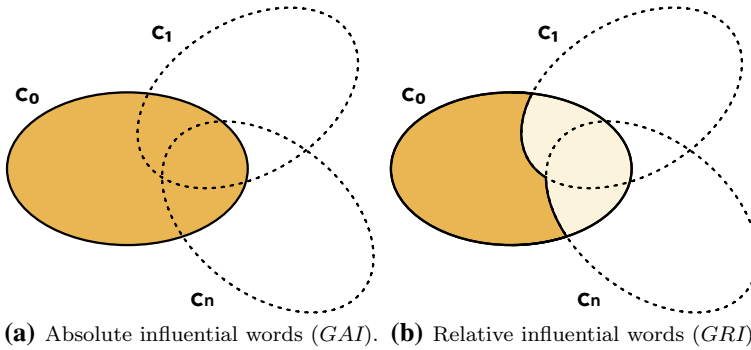 C1
C1
C0
C0
Cn
Cn
(a) Absolute influential words (GAI). (b) Relative influential words (GRI)